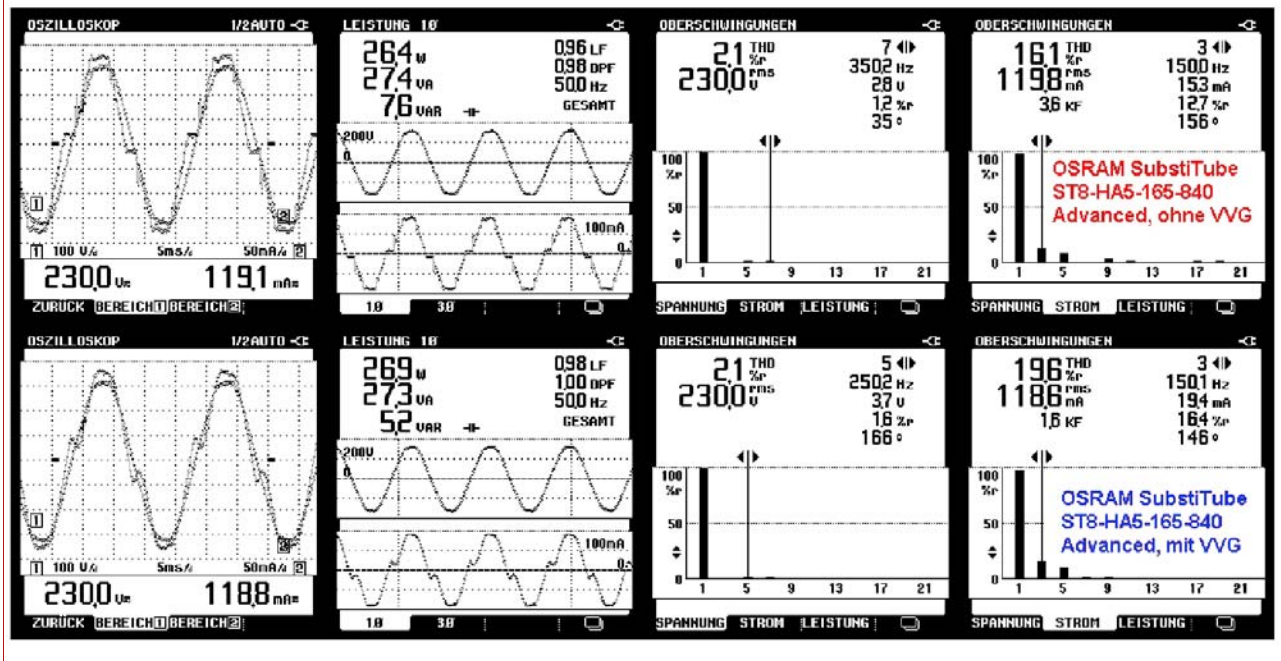 OSZILLOSKOP 1/2AUTO
1
2
1 100 V/s 5ms/s 50mA/s 2
230,0 V≂ 119,1 mA≂
ZURÜCK BEREICH1 BEREICH2
LEISTUNG 1Ø
26,4 W 0,96 LF
27,4 VA 0,98 DPF
7,6 VAR 50,0 Hz
GESAMT
200V
0
100mA
0
1Ø 3Ø
OBERSCHWINGUNGEN
2,1 THD %r 7
230,0 rms V 350,2 Hz
2,8 V
1,2 %r
35 °
100
%r
50
0
1 5 9 13 17 21
SPANNUNG STROM LEISTUNG
OBERSCHWINGUNGEN
16,1 THD %r 3
119,8 rms mA 150,0 Hz
3,6 KF 15,3 mA
12,7 %r
156 °
100
%r
50
0
OSRAM SubstiTube
ST8-HA5-165-840
Advanced, ohne VVG
1 5 9 13 17 21
SPANNUNG STROM LEISTUNG
OSZILLOSKOP 1/2AUTO
1
2
1 100 V/s 5ms/s 50mA/s 2
230,0 V≂ 118,8 mA≂
ZURÜCK BEREICH1 BEREICH2
LEISTUNG 1Ø
26,9 W 0,98 LF
27,3 VA 1,00 DPF
5,2 VAR 50,0 Hz
GESAMT
200V
0
100mA
0
1Ø 3Ø
OBERSCHWINGUNGEN
2,1 THD %r 5
230,0 rms V 250,2 Hz
3,7 V
1,6 %r
166 °
100
%r
50
0
1 5 9 13 17 21
SPANNUNG STROM LEISTUNG
OBERSCHWINGUNGEN
19,6 THD %r 3
118,6 rms mA 150,1 Hz
1,6 KF 19,4 mA
16,4 %r
146 °
100
%r
50
0
OSRAM SubstiTube
ST8-HA5-165-840
Advanced, mit VVG
1 5 9 13 17 21
SPANNUNG STROM LEISTUNG